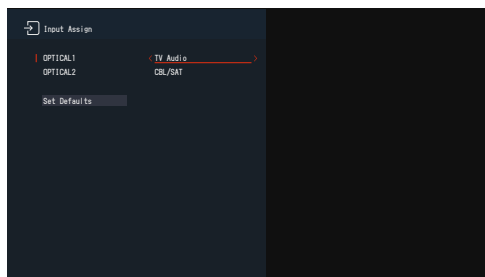 Input Assign
OPTICAL1 < TV Audio >
OPTICAL2 CBL/SAT
Set Defaults